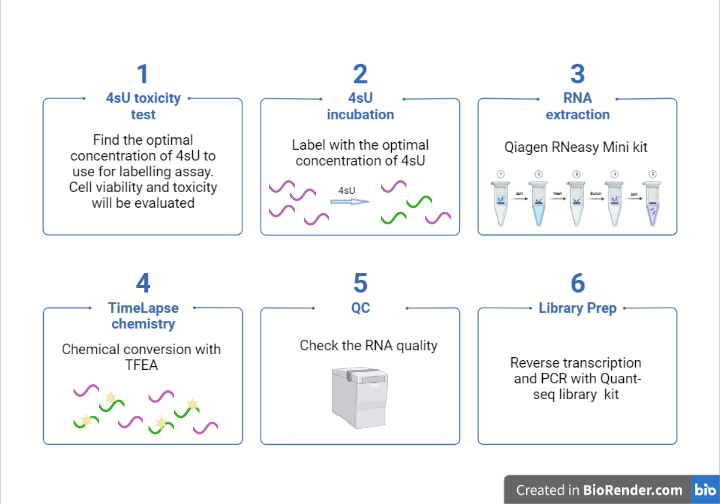 1
4sU toxicity
test
Find the optimal
concentration of 4sU to
use for labelling assay.
Cell viability and toxicity
will be evaluated
2
4sU
incubation
Label with the optimal
concentration of 4sU
4sU
3
RNA
extraction
Qiagen RNeasy Mini kit
4
TimeLapse
chemistry
Chemical conversion with
TFEA
5
QC
Check the RNA quality
6
Library Prep
Reverse transcription
and PCR with Quant-
seq library kit
Created in BioRender.com bio